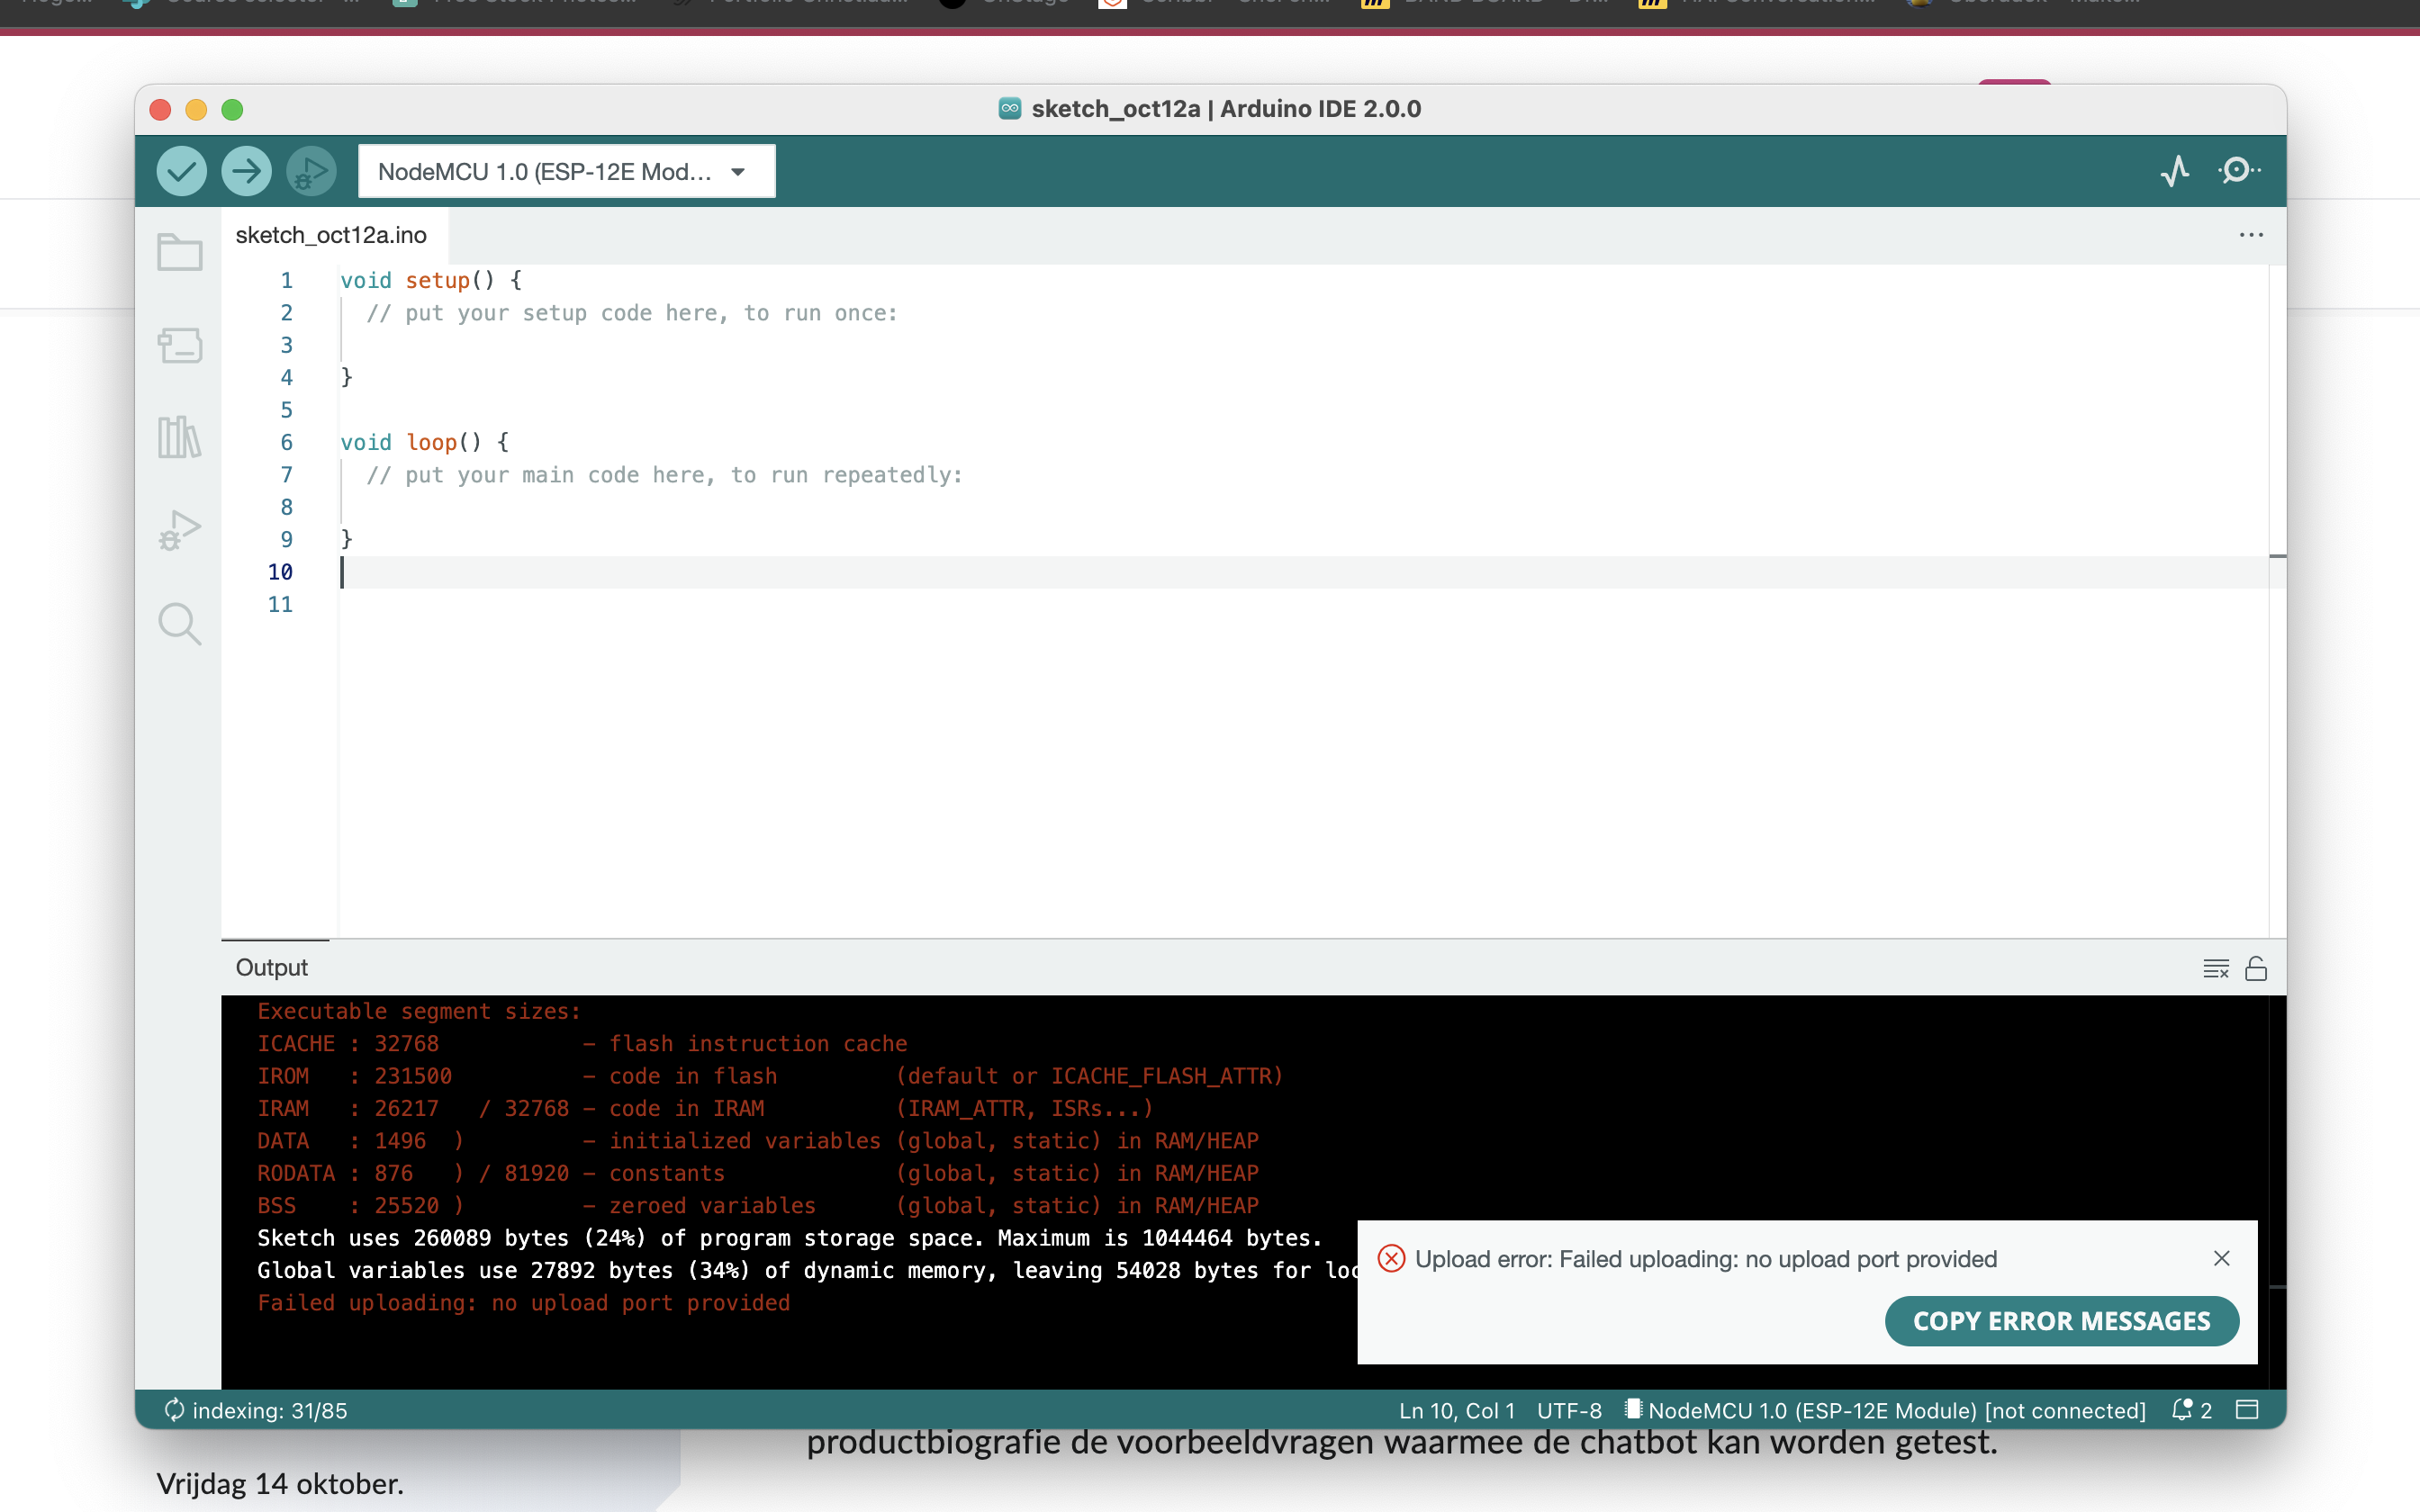 sketch_oct12a | Arduino IDE 2.0.0
NodeMCU 1.0 (ESP-12E Mod...
sketch_oct12a.ino
1 void setup() {
2 // put your setup code here, to run once:
3
4 }
5
6 void loop() {
7 // put your main code here, to run repeatedly:
8
9 }
10
11
Output
Executable segment sizes:
ICACHE : 32768 - flash instruction cache
IROM : 231500 - code in flash (default or ICACHE_FLASH_ATTR)
IRAM : 26217 / 32768 - code in IRAM (IRAM_ATTR, ISRs...)
DATA : 1496 ) - initialized variables (global, static) in RAM/HEAP
RODATA : 876 ) / 81920 - constants (global, static) in RAM/HEAP
BSS : 25520 ) - zeroed variables (global, static) in RAM/HEAP
Sketch uses 260089 bytes (24%) of program storage space. Maximum is 1044464 bytes.
Global variables use 27892 bytes (34%) of dynamic memory, leaving 54028 bytes for
Failed uploading: no upload port provided
Upload error: Failed uploading: no upload port provided
COPY ERROR MESSAGES
indexing: 31/85
Ln 10, Col 1 UTF-8 NodeMCU 1.0 (ESP-12E Module) [not connected] 2
productbiografie de voorbeeldvragen waarmee de chatbot kan worden getest.
Vrijdag 14 oktober.